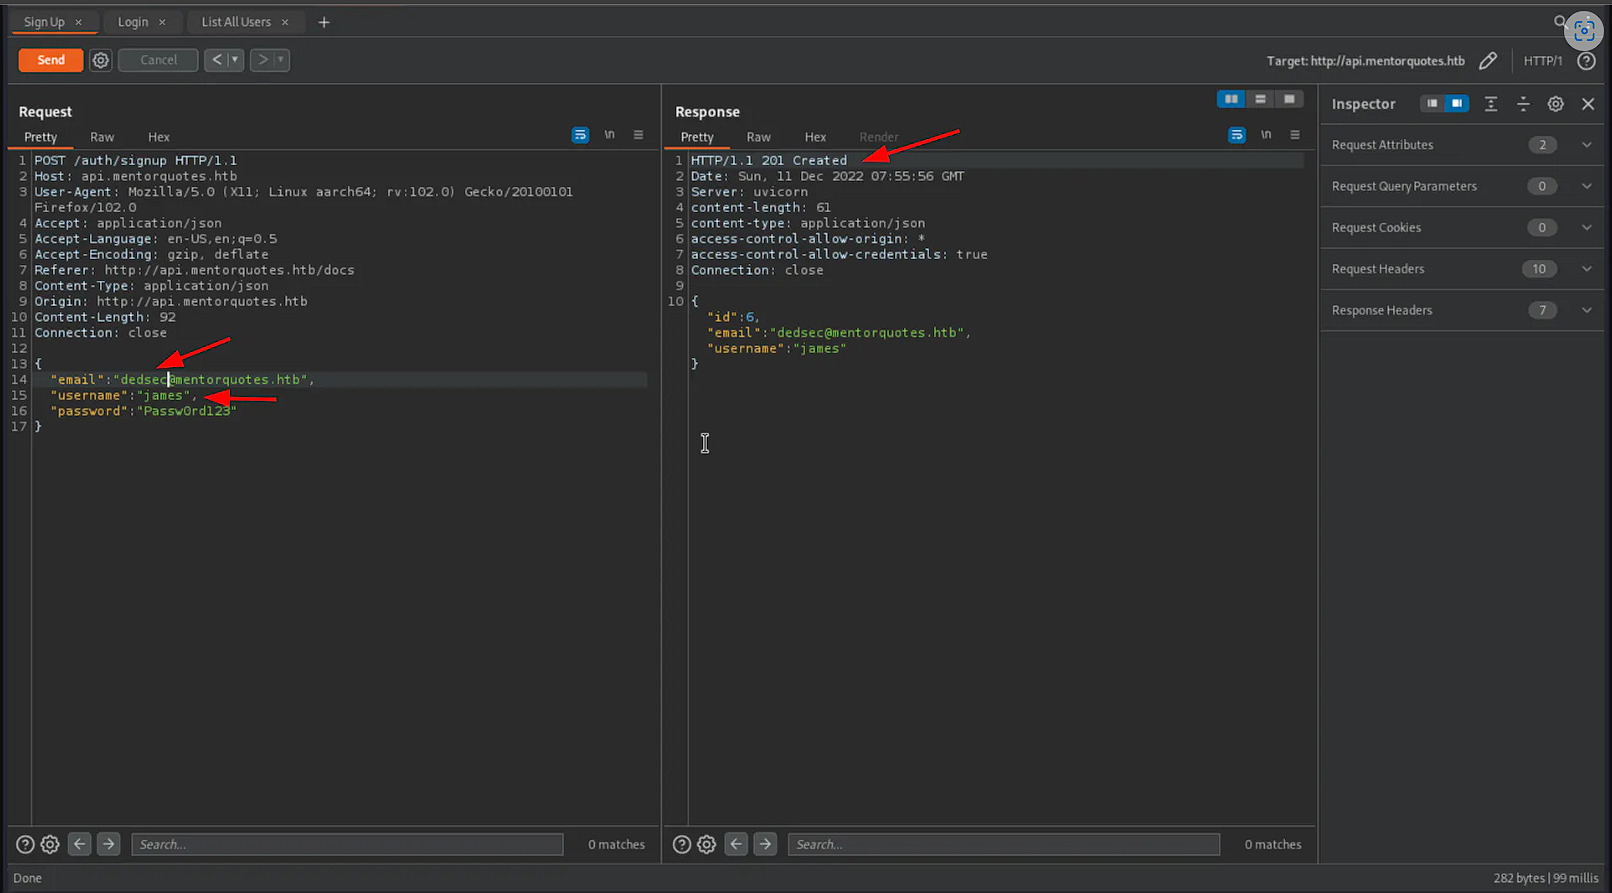 Sign Up × Login × List All Users × +
Send Cancel < ▾ > ▾ Target: http://api.mentorquotes.htb HTTP/1 ?
Request
Pretty Raw Hex \n
1 POST /auth/signup HTTP/1.1
2 Host: api.mentorquotes.htb
3 User-Agent: Mozilla/5.0 (X11; Linux aarch64; rv:102.0) Gecko/20100101
Firefox/102.0
4 Accept: application/json
5 Accept-Language: en-US,en;q=0.5
6 Accept-Encoding: gzip, deflate
7 Referer: http://api.mentorquotes.htb/docs
8 Content-Type: application/json
9 Origin: http://api.mentorquotes.htb
10 Content-Length: 92
11 Connection: close
12
13 {
14 "email":"dedsec@mentorquotes.htb",
15 "username":"james",
16 "password":"Passw0rd123"
17 }
? Search... 0 matches
Response
Pretty Raw Hex Render \n
1 HTTP/1.1 201 Created
2 Date: Sun, 11 Dec 2022 07:55:56 GMT
3 Server: uvicorn
4 content-length: 61
5 content-type: application/json
6 access-control-allow-origin: *
7 access-control-allow-credentials: true
8 Connection: close
9
10 {
"id":6,
"email":"dedsec@mentorquotes.htb",
"username":"james"
}
? Search... 0 matches
Inspector
Request Attributes 2
Request Query Parameters 0
Request Cookies 0
Request Headers 10
Response Headers 7
Done 282 bytes | 99 millis